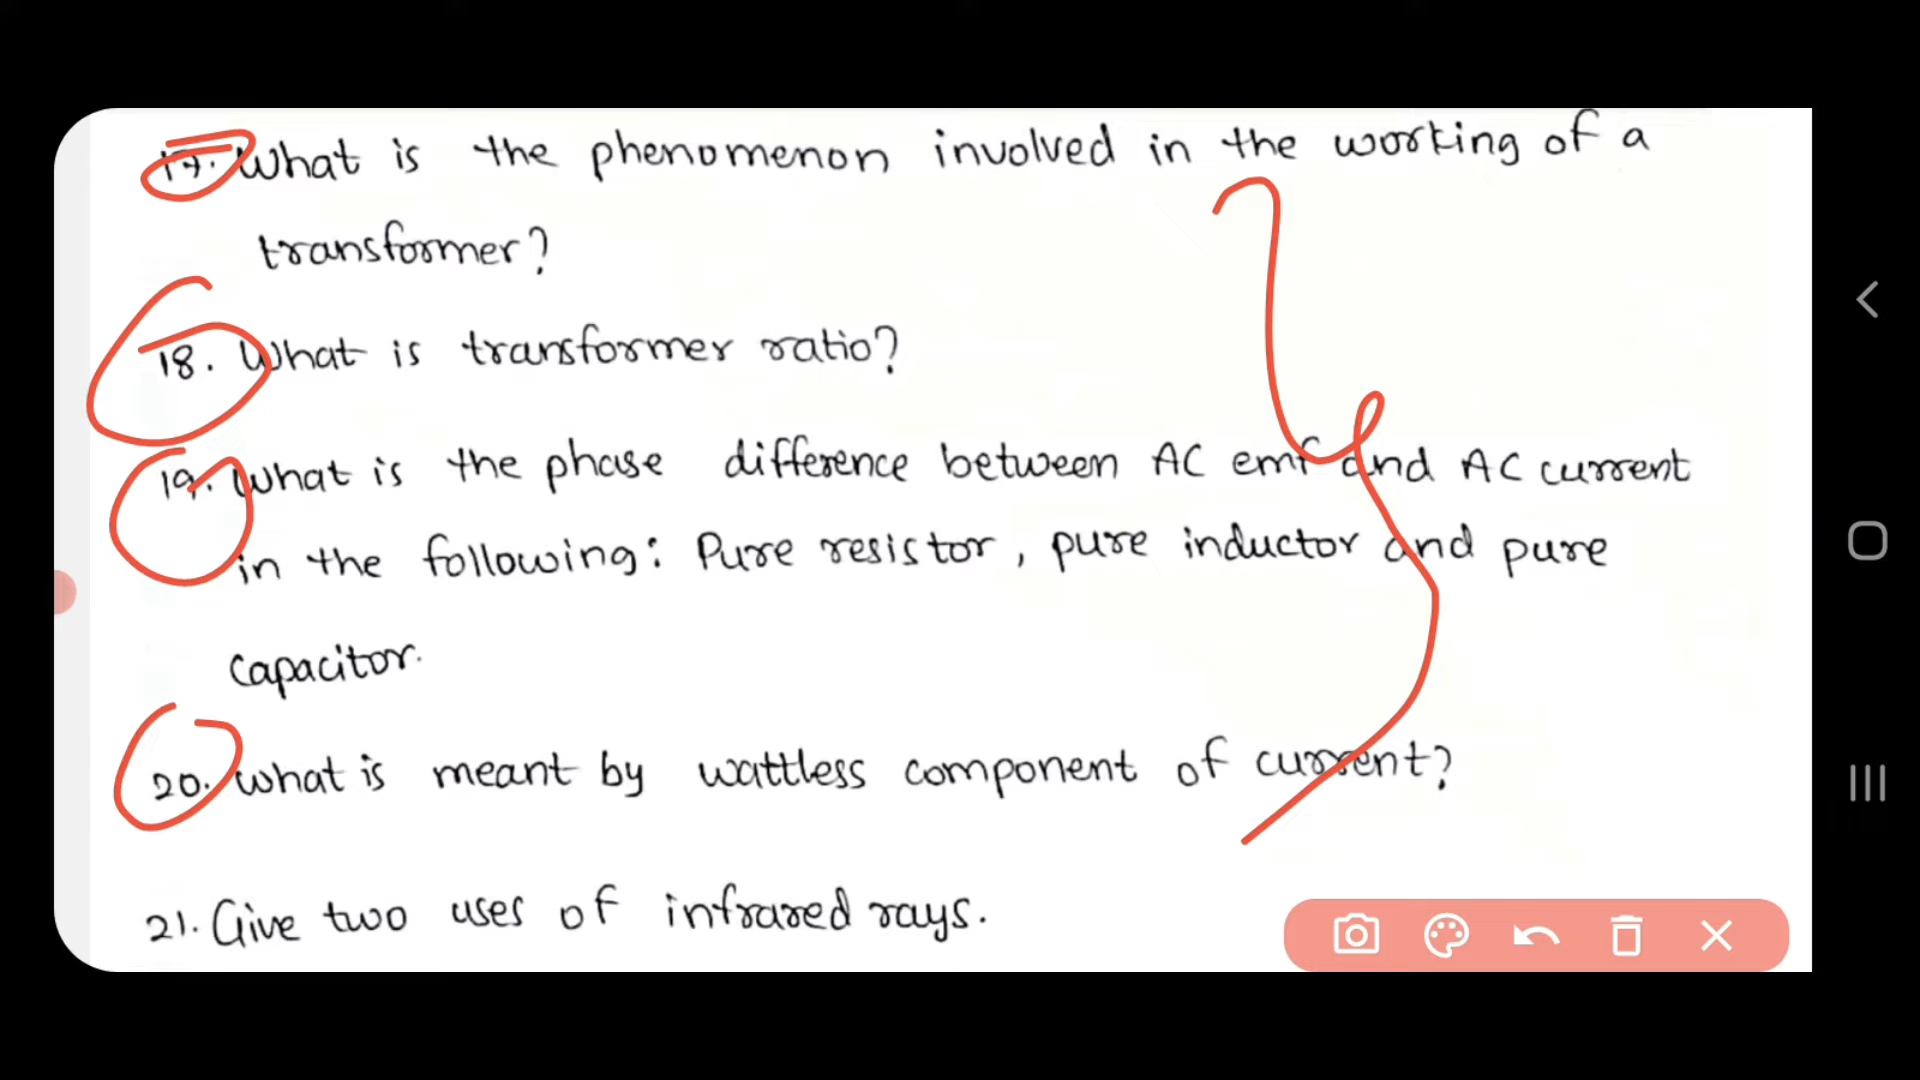 17. What is the phenomenon involved in the working of a
transformer?
18. What is transformer ratio?
19. What is the phase difference between AC emf and AC current
in the following: Pure resistor, pure inductor and pure
capacitor.
20. What is meant by wattless component of current?
21. Give two uses of infrared rays.